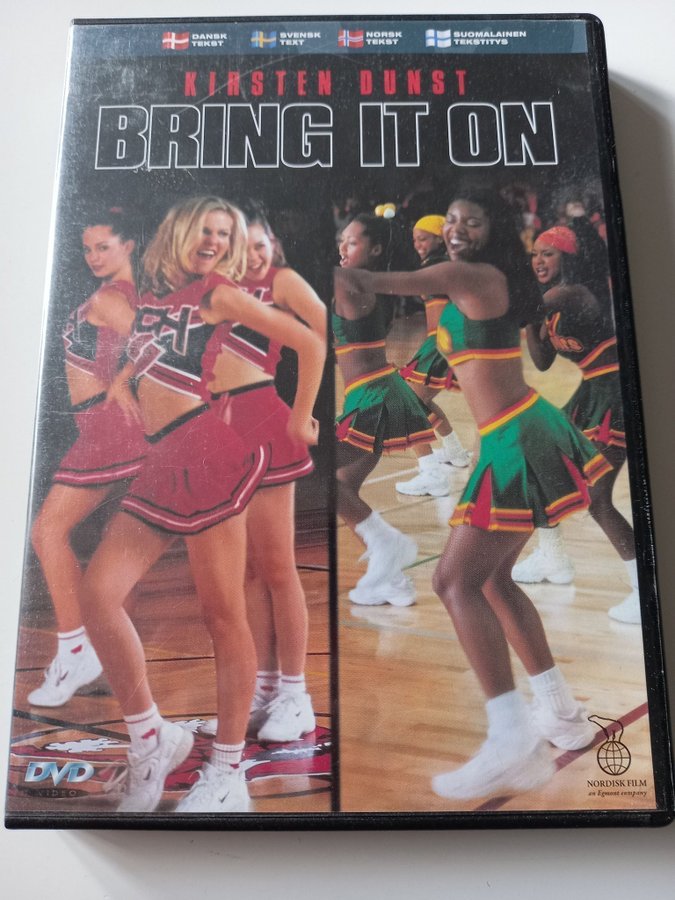 DANSK
TEKST
SVENSK
TEXT
NORSK
TEKST
SUOMALAINEN
TEKSTITYS
KIRSTEN DUNST
BRING IT ON
DVD
VIDEO
NORDISK FILM
an Egmont company